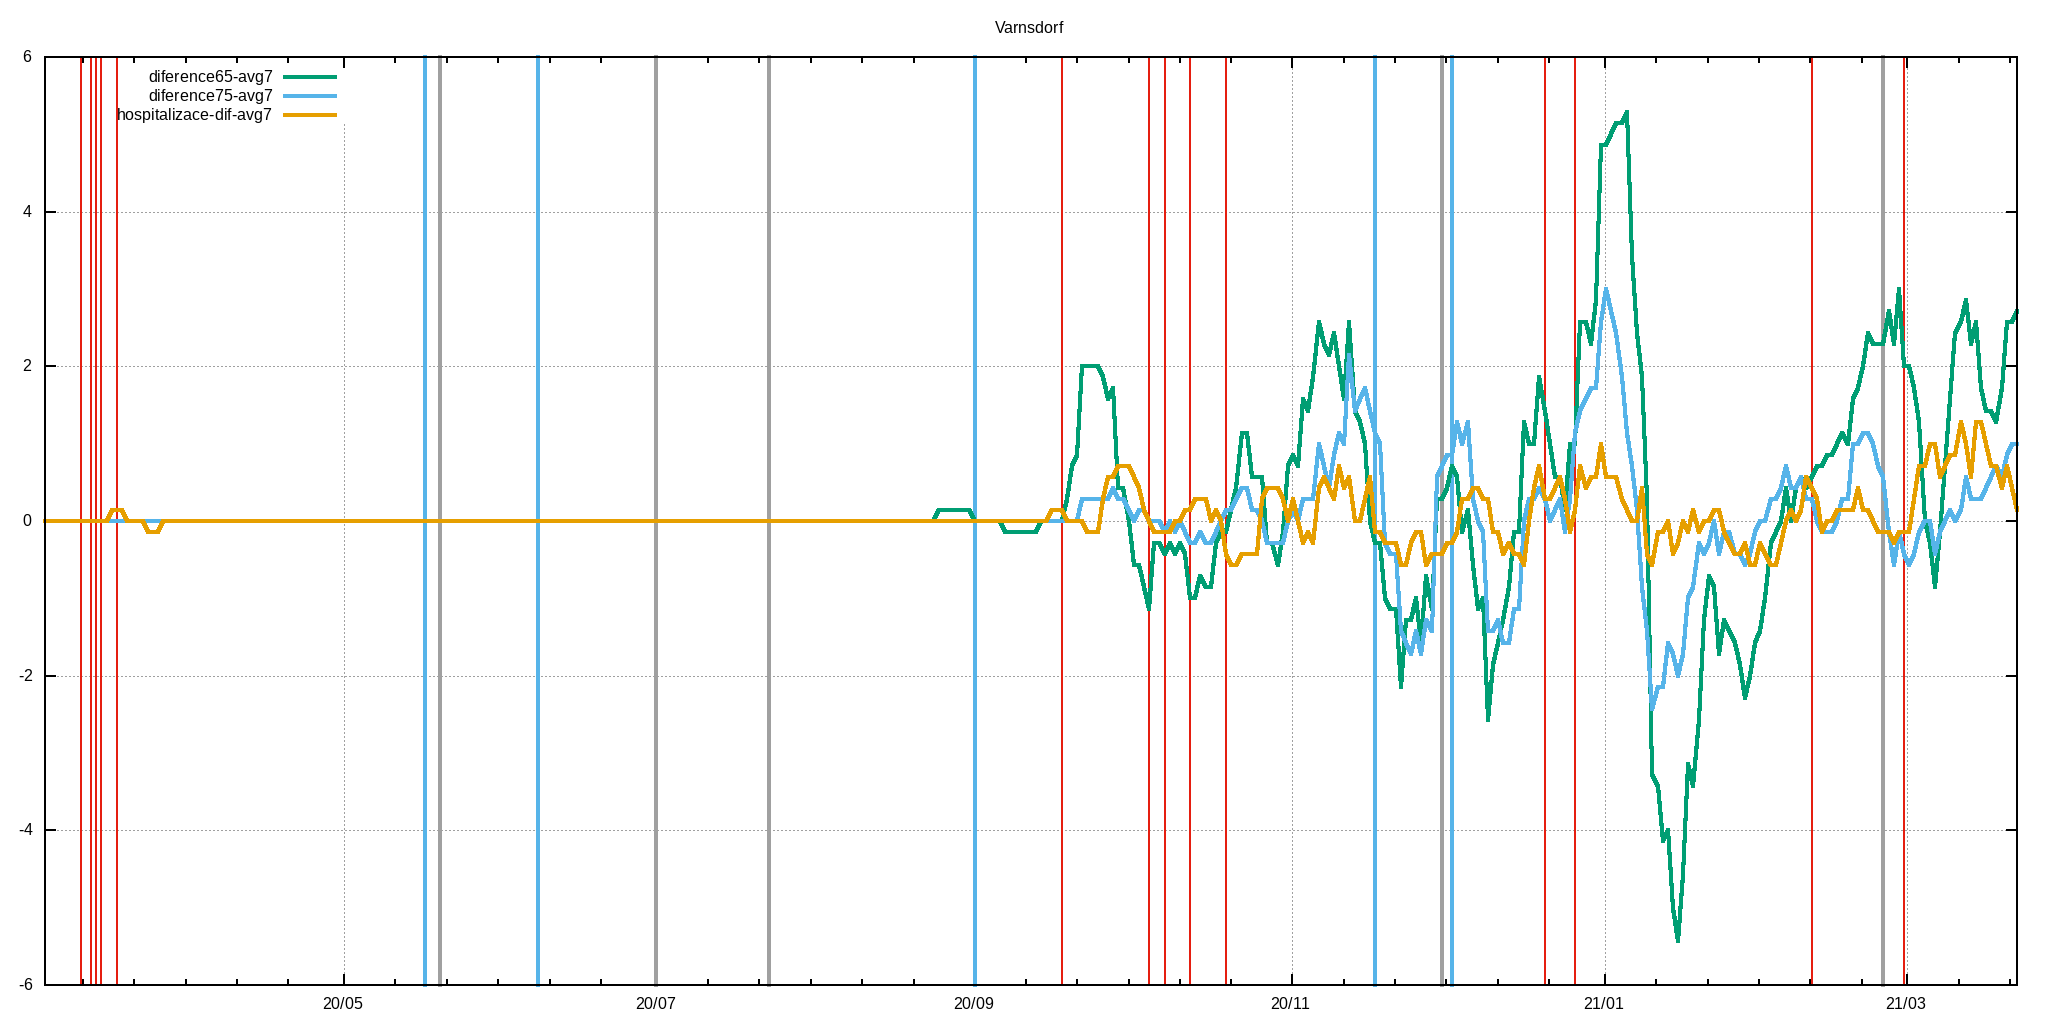 Varnsdorf
6
diference65-avg7
diference75-avg7
hospitalizace-dif-avg7
4
2
0
-2
-4
-6
20/05 20/07 20/09 20/11 21/01 21/03